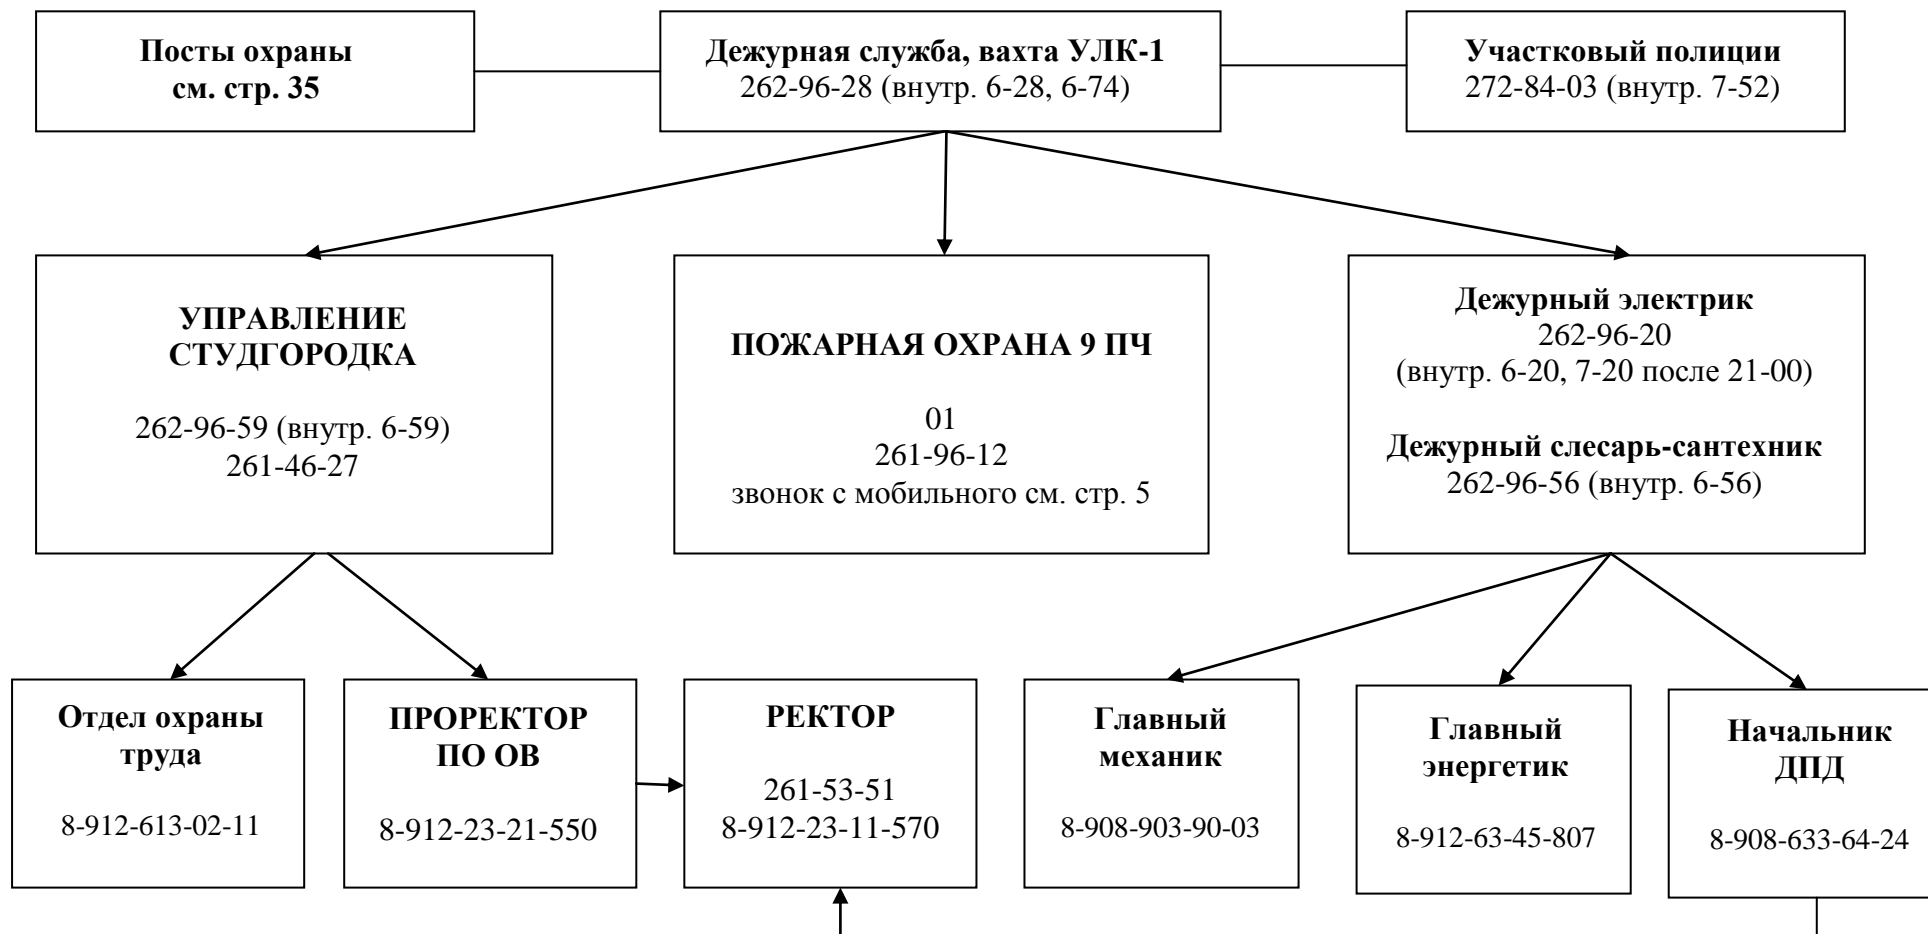 Посты охраны
см. стр. 35
Дежурная служба, вахта УЛК-1
262-96-28 (внутр. 6-28, 6-74)
Участковый полиции
272-84-03 (внутр. 7-52)
УПРАВЛЕНИЕ
СТУДГОРОДКА
262-96-59 (внутр. 6-59)
261-46-27
ПОЖАРНАЯ ОХРАНА 9 ПЧ
01
261-96-12
звонок с мобильного см. стр. 5
Дежурный электрик
262-96-20
(внутр. 6-20, 7-20 после 21-00)
Дежурный слесарь-сантехник
262-96-56 (внутр. 6-56)
Отдел охраны
труда
8-912-613-02-11
ПРОРЕКТОР
ПО ОВ
8-912-23-21-550
РЕКТОР
261-53-51
8-912-23-11-570
Главный
механик
8-908-903-90-03
Главный
энергетик
8-912-63-45-807
Начальник
ДПД
8-908-633-64-24